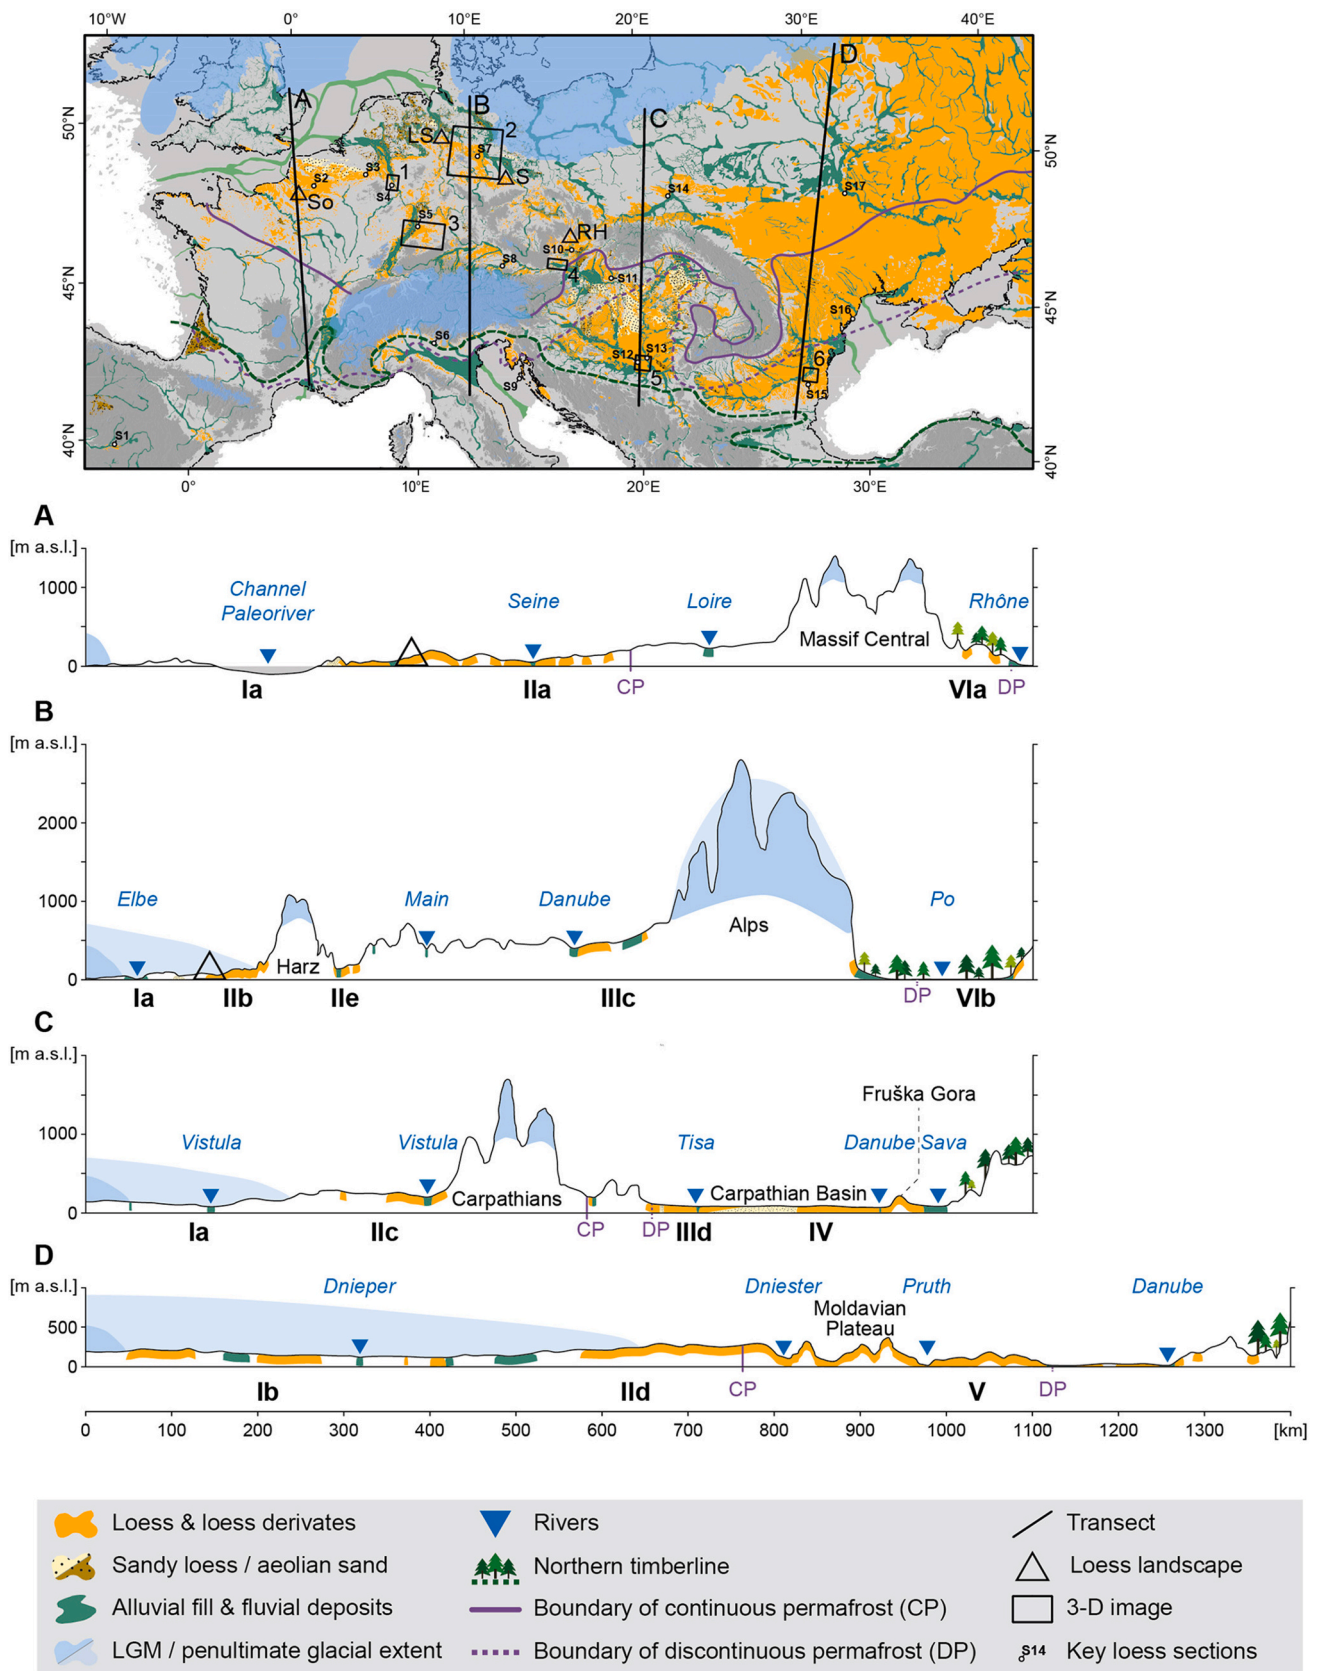 10°W 0° 10°E 20°E 30°E 40°E
50°N
45°N
40°N
50°N
45°N
40°N
A
B
C
D
LS
2
S7
S
S3
1
S2
S4
So
S5
3
S14
S17
RH
S10
S8
4
S11
S16
S6
S12
S13
5
6
S9
S15
S1
0° 10°E 20°E 30°E
A
[m a.s.l.]
1000
0
Channel
Paleoriver
Seine
Loire
Rhône
Massif Central
Ia IIa CP VIa DP
B
[m a.s.l.]
2000
1000
0
Elbe
Main
Danube
Po
Alps
Harz
Ia IIb IIe IIIc DP VIb
C
[m a.s.l.]
1000
0
Fruška Gora
Vistula
Vistula
Tisa
Danube
Sava
Carpathians
Carpathian Basin
Ia IIc CP DP IIId IV
D
[m a.s.l.]
500
0
Dnieper
Dniester
Pruth
Danube
Moldavian
Plateau
Ib IId CP V DP
0 100 200 300 400 500 600 700 800 900 1000 1100 1200 1300 [km]
Loess & loess derivates
Sandy loess / aeolian sand
Alluvial fill & fluvial deposits
LGM / penultimate glacial extent
Rivers
Northern timberline
Boundary of continuous permafrost (CP)
Boundary of discontinuous permafrost (DP)
Transect
Loess landscape
3-D image
S14 Key loess sections